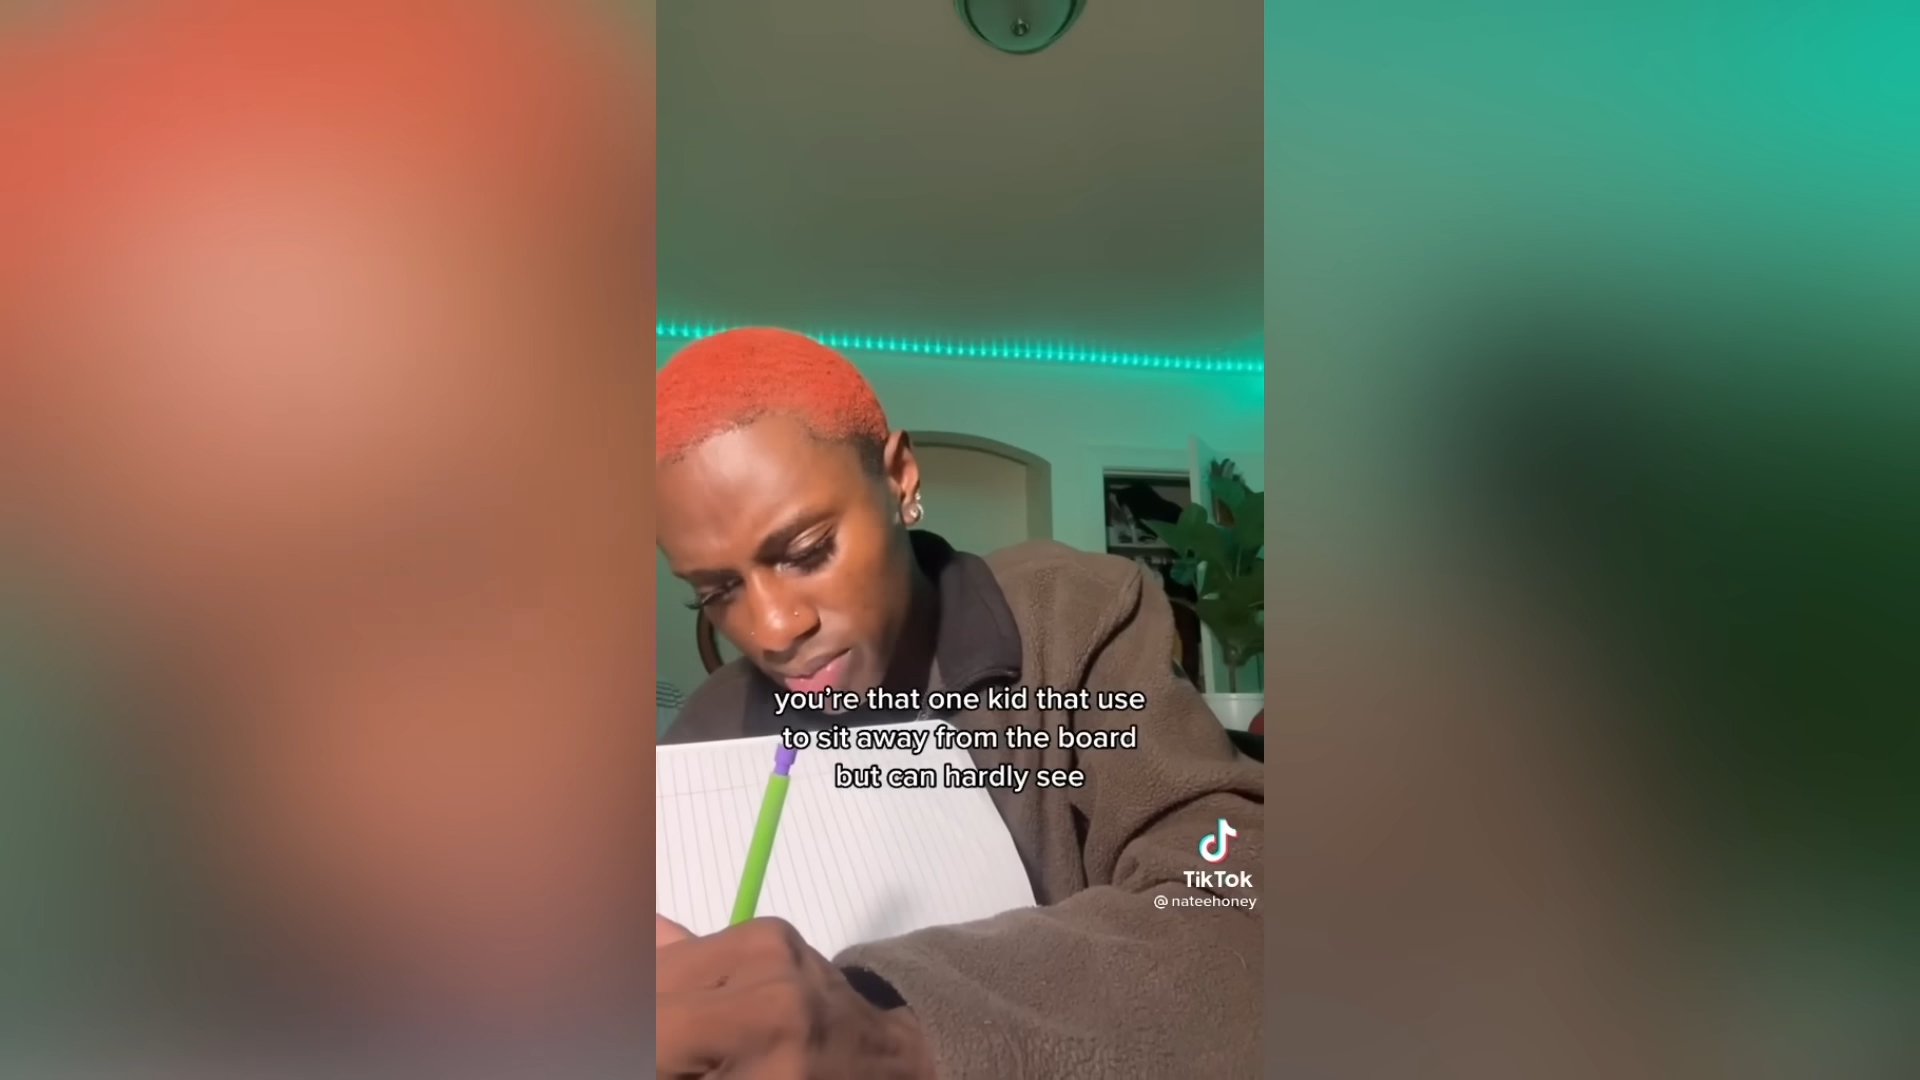 you're that one kid that use
to sit away from the board
but can hardly see
TikTok
@ nateehoney